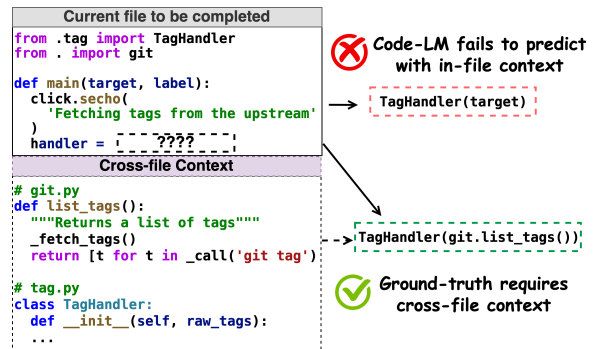 Current file to be completed
from .tag import TagHandler
from . import git
def main(target, label):
click.secho(
'Fetching tags from the upstream'
)
handler = ????
Cross-file Context
# git.py
def list_tags():
"""Returns a list of tags"""
_fetch_tags()
return [t for t in _call('git tag')
# tag.py
class TagHandler:
def __init__(self, raw_tags):
...
Code-LM fails to predict
with in-file context
TagHandler(target)
TagHandler(git.list_tags())
Ground-truth requires
cross-file context